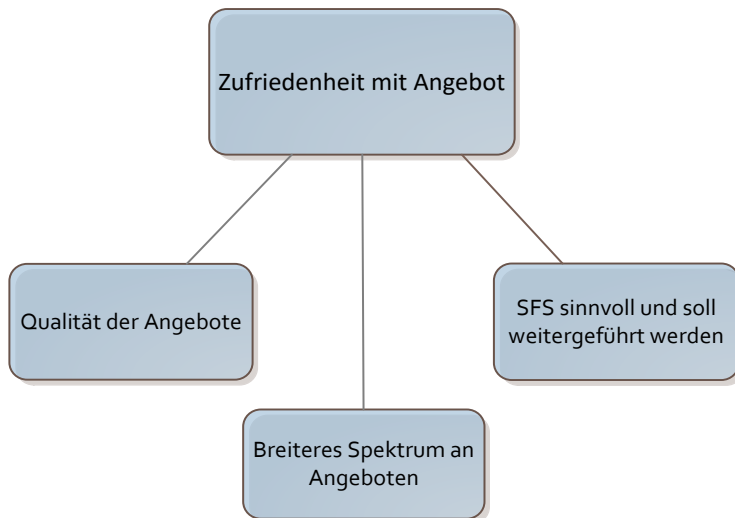 Zufriedenheit mit Angebot
Qualität der Angebote
SFS sinnvoll und soll
weitergeführt werden
Breiteres Spektrum an
Angeboten